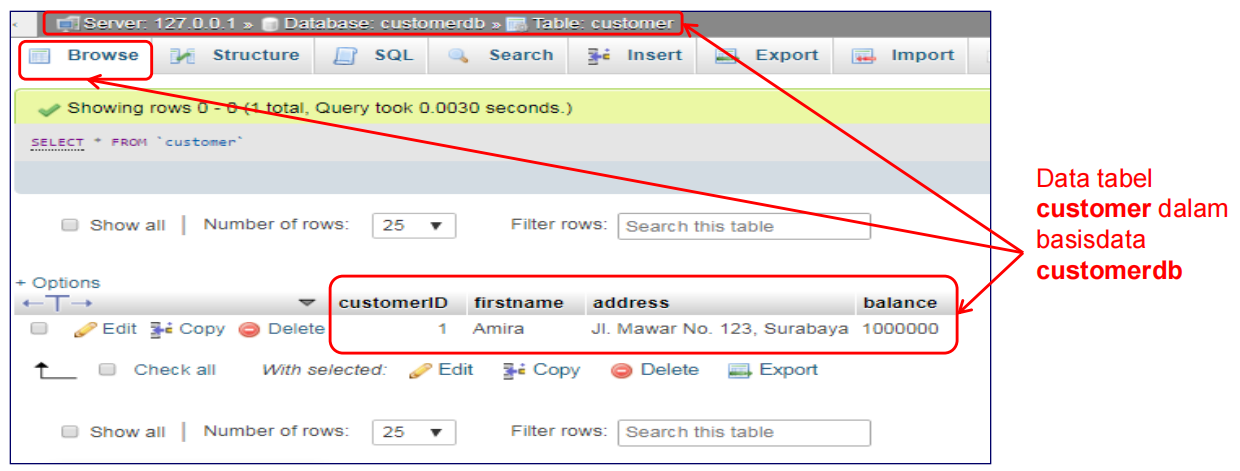 Server: 127.0.0.1 » Database: customerdb » Table: customer
Browse Structure SQL Search Insert Export Import
Showing rows 0 - 0 (1 total, Query took 0.0030 seconds.)
SELECT * FROM `customer`
Show all Number of rows: 25 Filter rows: Search this table
Data tabel
customer dalam
basisdata
customerdb
+ Options
customerID firstname address balance
Edit Copy Delete 1 Amira Jl. Mawar No. 123, Surabaya 1000000
Check all With selected: Edit Copy Delete Export
Show all Number of rows: 25 Filter rows: Search this table